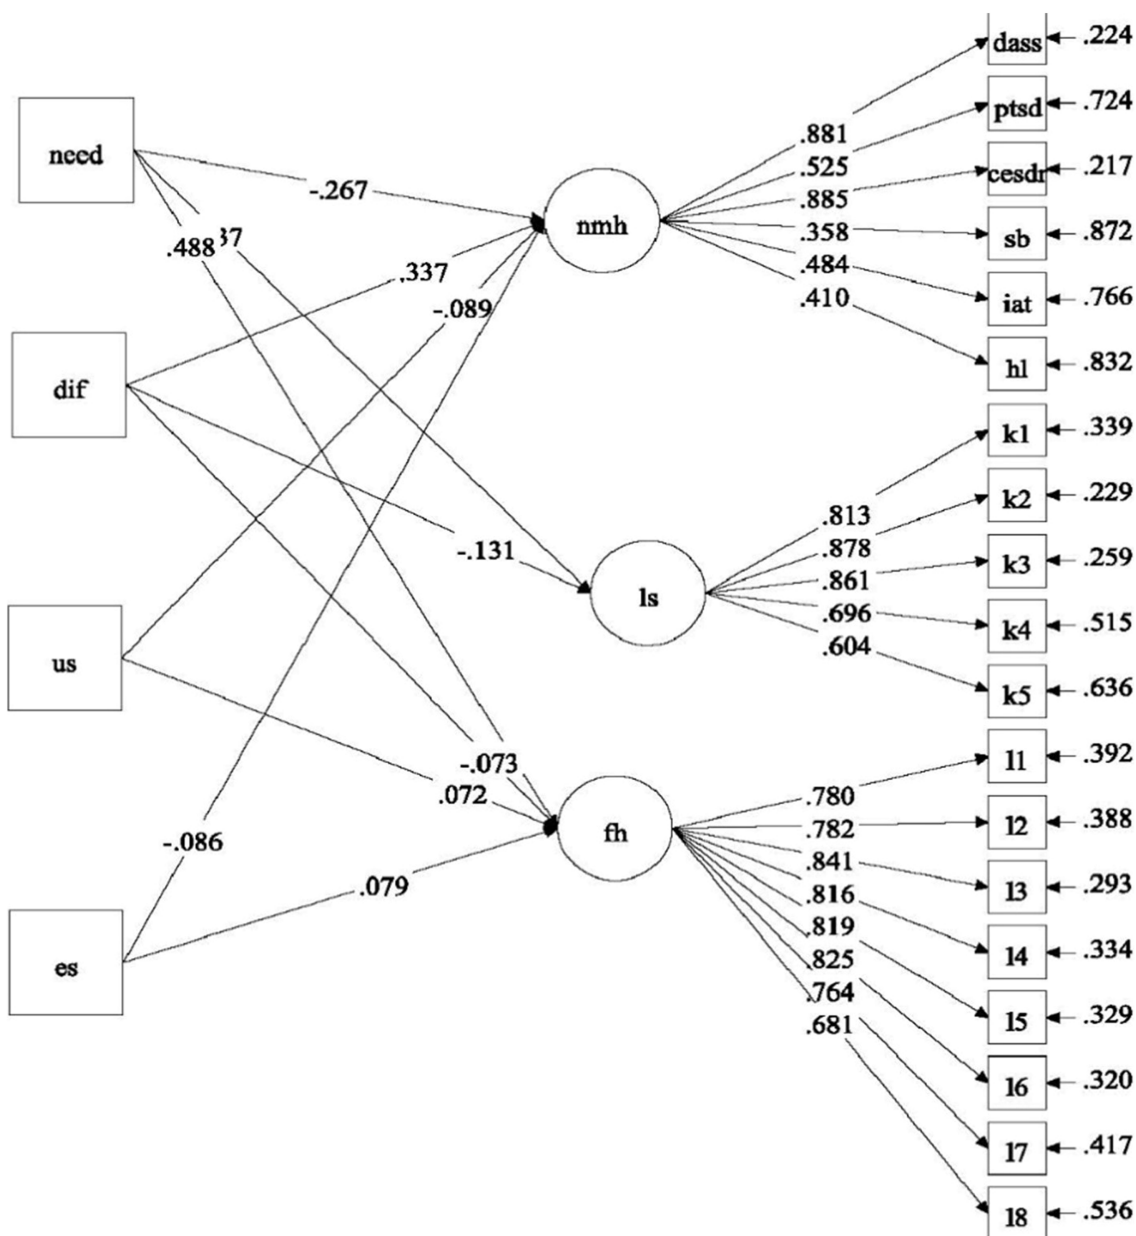 need
dif
us
es
-.267
.488
37
.337
-.089
-.131
-.073
.072
-.086
.079
nmh
ls
fh
.881
.525
.885
.358
.484
.410
.813
.878
.861
.696
.604
.780
.782
.841
.816
.819
.825
.764
.681
dass .224
ptsd .724
cesdr .217
sb .872
iat .766
hl .832
k1 .339
k2 .229
k3 .259
k4 .515
k5 .636
l1 .392
l2 .388
l3 .293
l4 .334
l5 .329
l6 .320
l7 .417
l8 .536